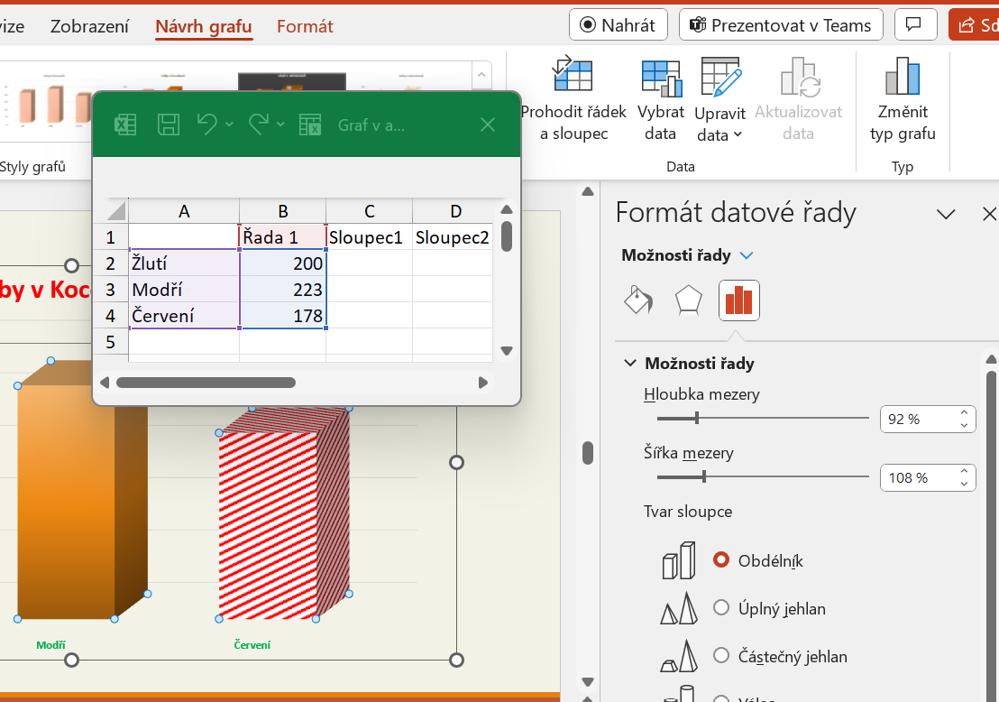 ize Zobrazení Návrh grafu Formát Nahrát Prezentovat v Teams Sd
Prohodit řádek
a sloupec
Vybrat
data
Upravit
data
Aktualizovat
data
Změnit
typ grafu
Styly grafů
Data
Typ
Graf v a...
A B C D
1 Řada 1 Sloupec1 Sloupec2
2 Žlutí 200
3 Modří 223
4 Červení 178
5
by v Koc
Modří
Červení
Formát datové řady
Možnosti řady
Možnosti řady
Hloubka mezery
92 %
Šířka mezery
108 %
Tvar sloupce
Obdélník
Úplný jehlan
Částečný jehlan